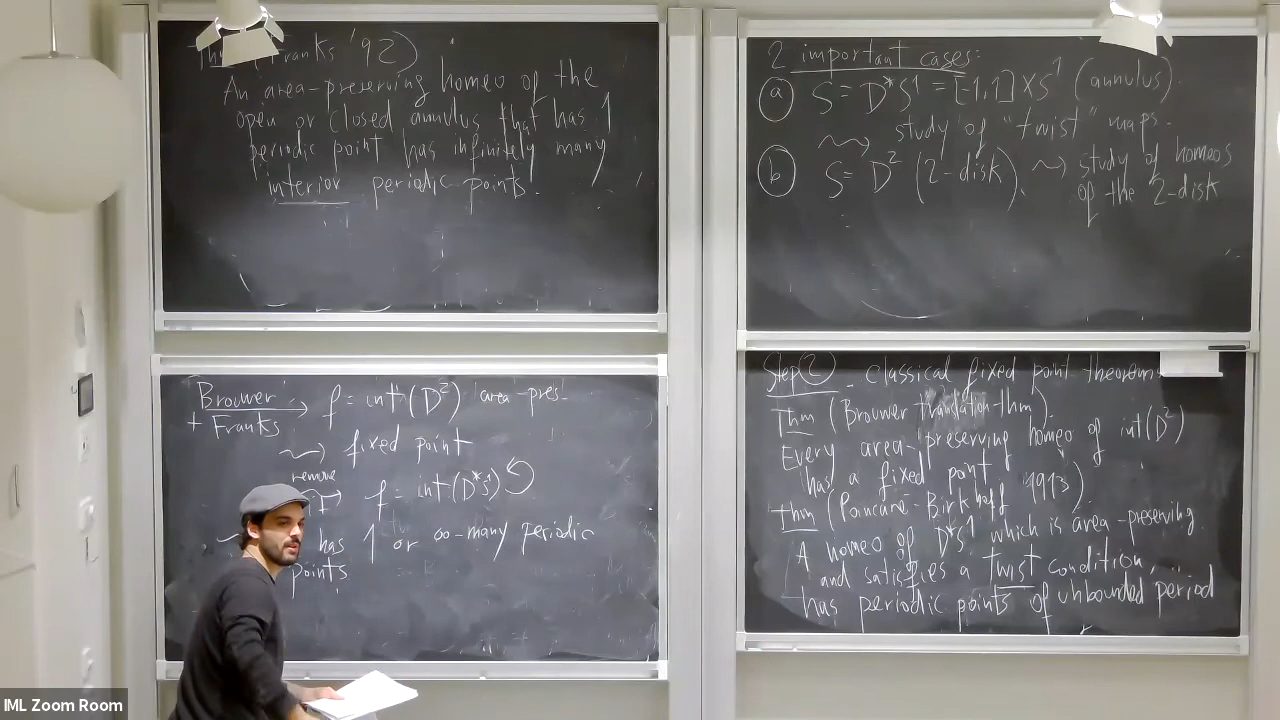 Thm (Franks '92)
An area-preserving homeo of the
open or closed annulus that has 1
periodic point has infinitely many
interior periodic points.
2 important cases:
(a) S = D*S¹ = [-1,1] × S¹ (annulus).
⇝ study of "twist" maps.
(b) S = D² (2-disk). ⇝ study of homeos
of the 2-disk
Brouwer + Franks → f = int(D²) area-pres.
⇝ fixed point
remove
f = int(D*S¹)
has 1 or ∞-many periodic
points
Step 2 - classical fixed point theorems
Thm (Brouwer translation thm).
Every area-preserving homeo of int(D²)
has a fixed point
Thm (Poincaré-Birkhoff 1913)
A homeo of D*S¹ which is area-preserving
and satisfies a twist condition,
has periodic points of unbounded period
IML Zoom Room